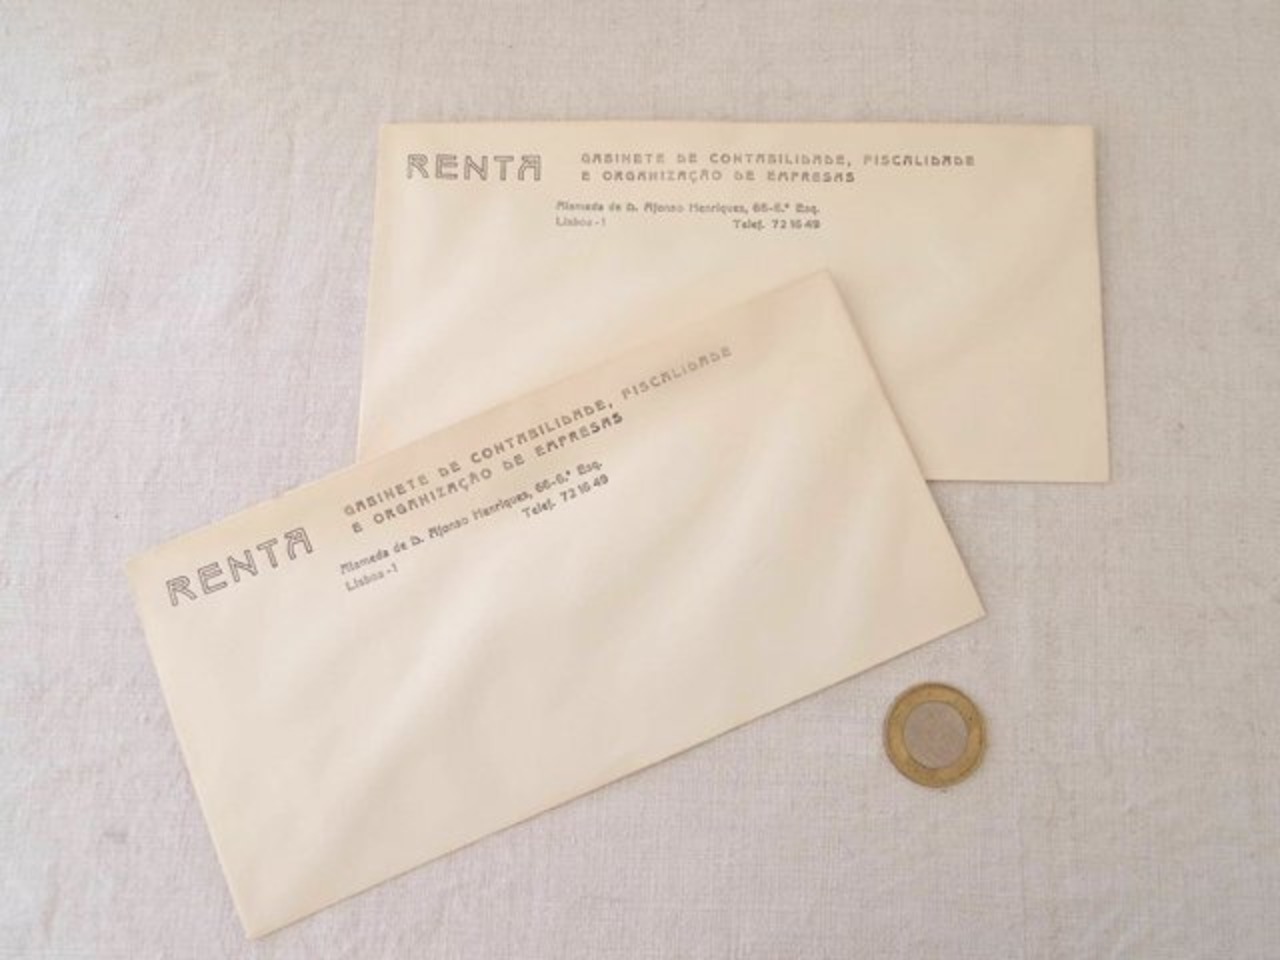 RENTA
GABINETE DE CONTABILIDADE, FISCALIDADE
E ORGANIZAÇÃO DE EMPRESAS
Alameda de D. Afonso Henriques, 66-6.º Esq.
Lisboa-1 Telef. 72 16 49
RENTA
GABINETE DE CONTABILIDADE, FISCALIDADE
E ORGANIZAÇÃO DE EMPRESAS
Alameda de D. Afonso Henriques, 66-6.º Esq.
Lisboa-1 Telef. 72 16 49